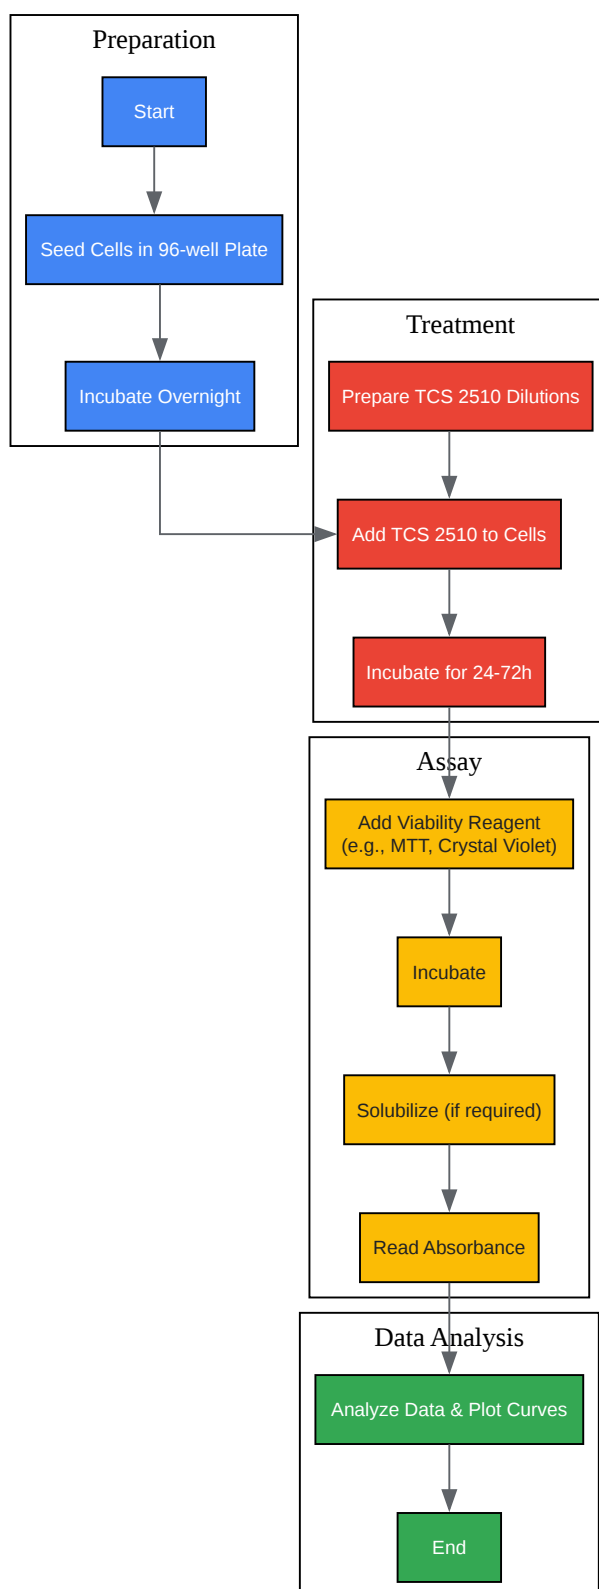 Preparation
Start
Seed Cells in 96-well Plate
Incubate Overnight
Treatment
Prepare TCS 2510 Dilutions
Add TCS 2510 to Cells
Incubate for 24-72h
Assay
Add Viability Reagent
(e.g., MTT, Crystal Violet)
Incubate
Solubilize (if required)
Read Absorbance
Data Analysis
Analyze Data & Plot Curves
End